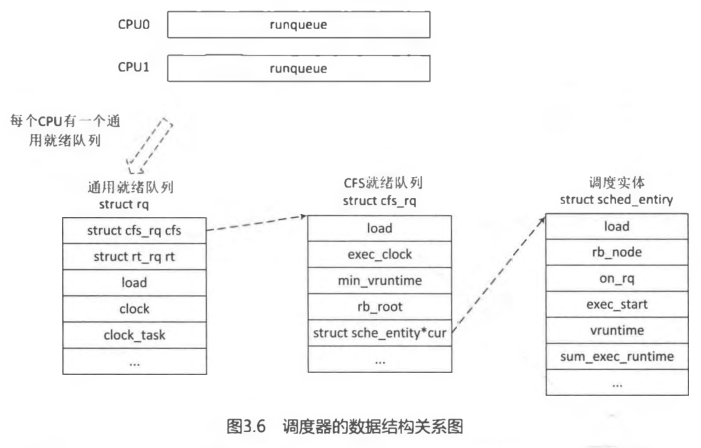 CPU0
runqueue
CPU1
runqueue
每个CPU有一个通
用就绪队列
通用就绪队列
struct rq
struct cfs_rq cfs
struct rt_rq rt
load
clock
clock_task
...
CFS就绪队列
struct cfs_rq
load
exec_clock
min_vruntime
rb_root
struct sche_entity*cur
...
调度实体
struct sched_entiry
load
rb_node
on_rq
exec_start
vruntime
sum_exec_runtime
...
图3.6 调度器的数据结构关系图